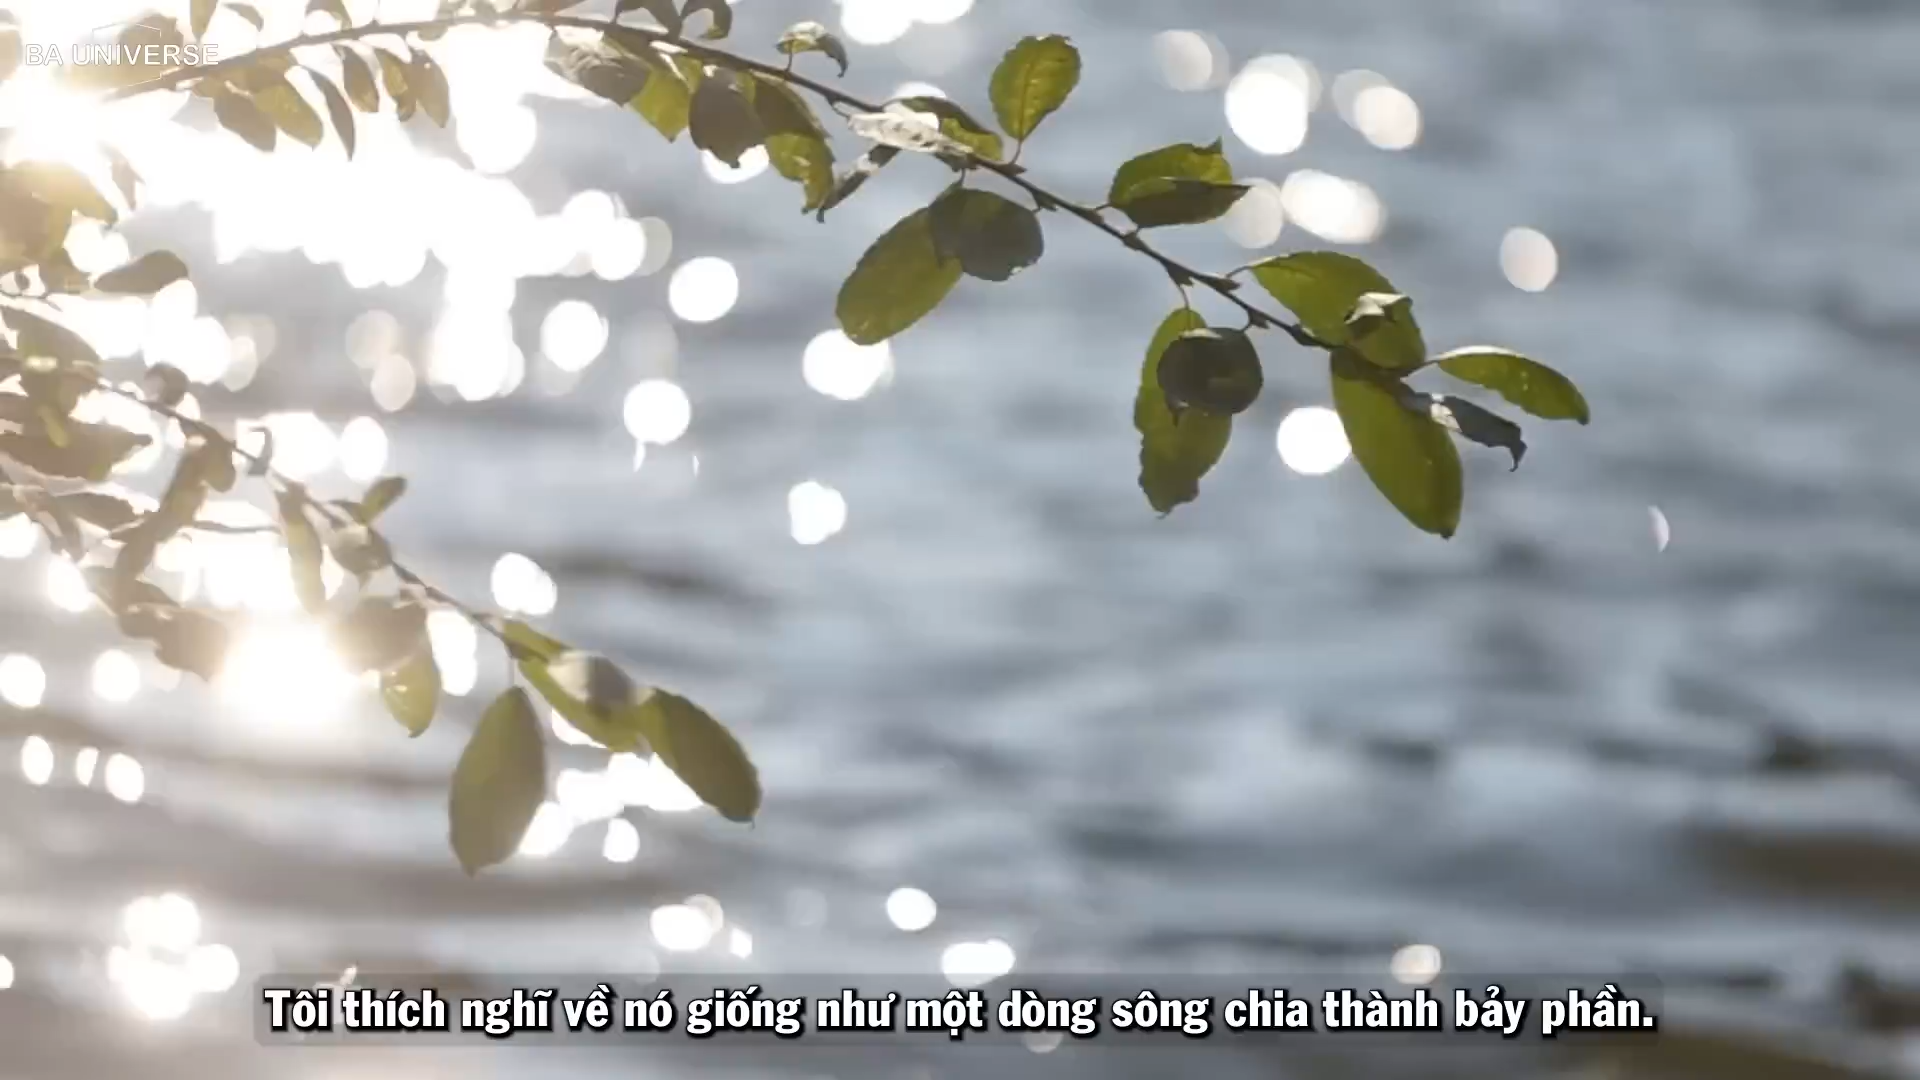 BA UNIVERSE
Tôi thích nghĩ về nó giống như một dòng sông chia thành bảy phần.